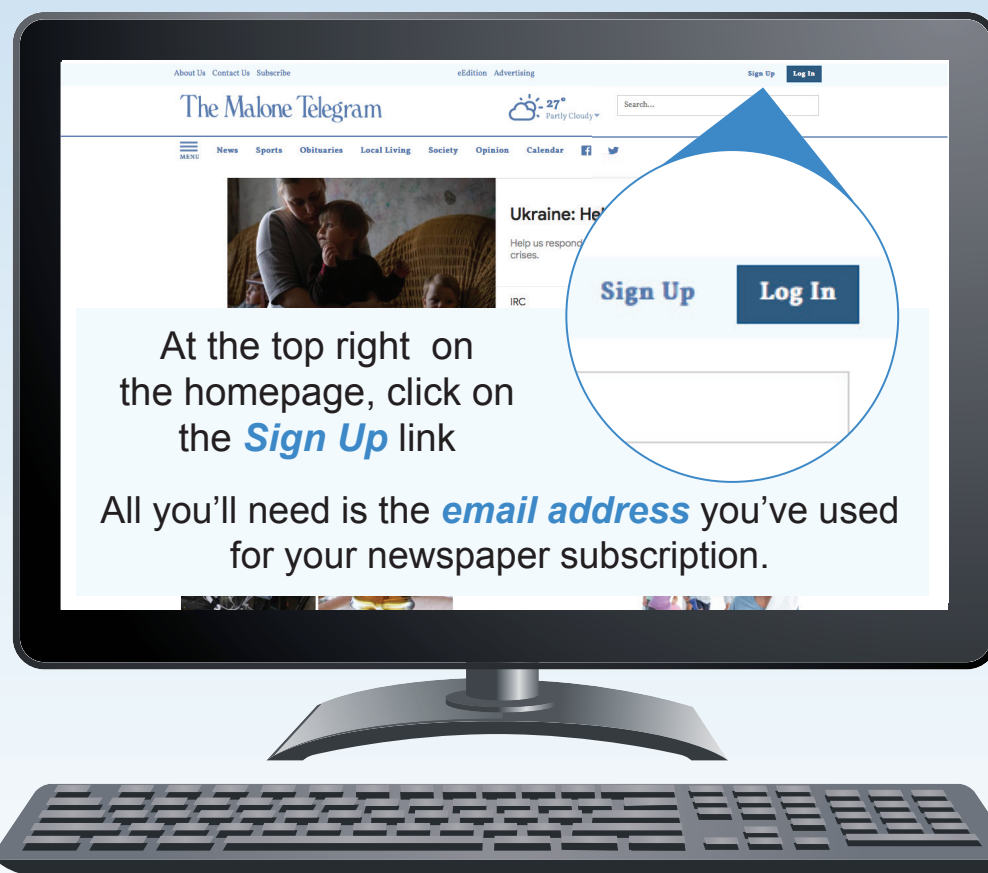 About Us Contact Us Subscribe eEdition Advertising Sign Up Log In
The Malone Telegram
27°
Partly Cloudy
Search...
MENU
News Sports Obituaries Local Living Society Opinion Calendar
Ukraine: He
Help us respond
crises.
IRC
Sign Up Log In
At the top right on
the homepage, click on
the Sign Up link
All you’ll need is the email address you’ve used
for your newspaper subscription.